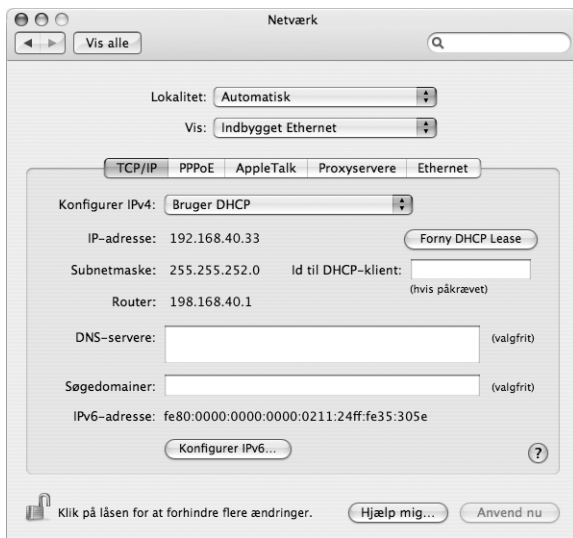 Netværk
Vis alle
Lokalitet: Automatisk
Vis: Indbygget Ethernet
TCP/IP PPPoE AppleTalk Proxyservere Ethernet
Konfigurer IPv4: Bruger DHCP
IP-adresse: 192.168.40.33 Forny DHCP Lease
Subnetmaske: 255.255.252.0 Id til DHCP-klient:
(hvis påkrævet)
Router: 198.168.40.1
DNS-servere: (valgfrit)
Søgedomainer: (valgfrit)
IPv6-adresse: fe80:0000:0000:0000:0211:24ff:fe35:305e
Konfigurer IPv6...
?
Klik på låsen for at forhindre flere ændringer. Hjælp mig... Anvend nu